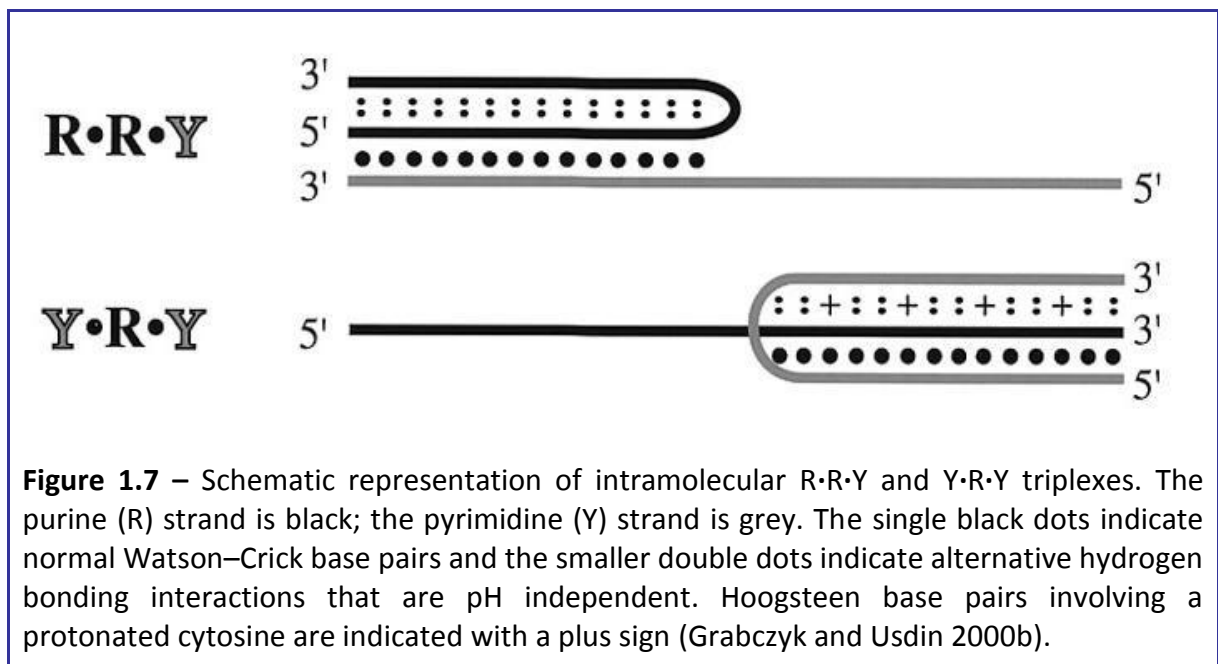 3'
R•R•Y
5'
3'
5'
3'
Y•R•Y
5'
3'
5'
Figure 1.7 – Schematic representation of intramolecular R·R·Y and Y·R·Y triplexes. The
purine (R) strand is black; the pyrimidine (Y) strand is grey. The single black dots indicate
normal Watson–Crick base pairs and the smaller double dots indicate alternative hydrogen
bonding interactions that are pH independent. Hoogsteen base pairs involving a
protonated cytosine are indicated with a plus sign (Grabczyk and Usdin 2000b).